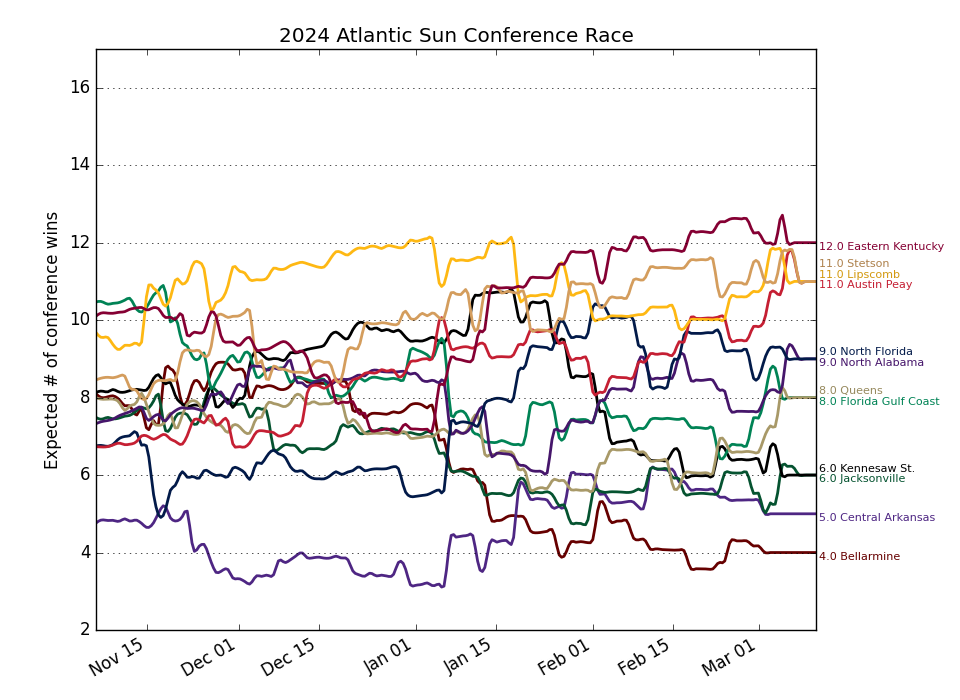 2024 Atlantic Sun Conference Race
Expected # of conference wins
16
14
12
10
8
6
4
2
12.0 Eastern Kentucky
11.0 Stetson
11.0 Lipscomb
11.0 Austin Peay
9.0 North Florida
9.0 North Alabama
8.0 Queens
8.0 Florida Gulf Coast
6.0 Kennesaw St.
6.0 Jacksonville
5.0 Central Arkansas
4.0 Bellarmine
Nov 15
Dec 01
Dec 15
Jan 01
Jan 15
Feb 01
Feb 15
Mar 01